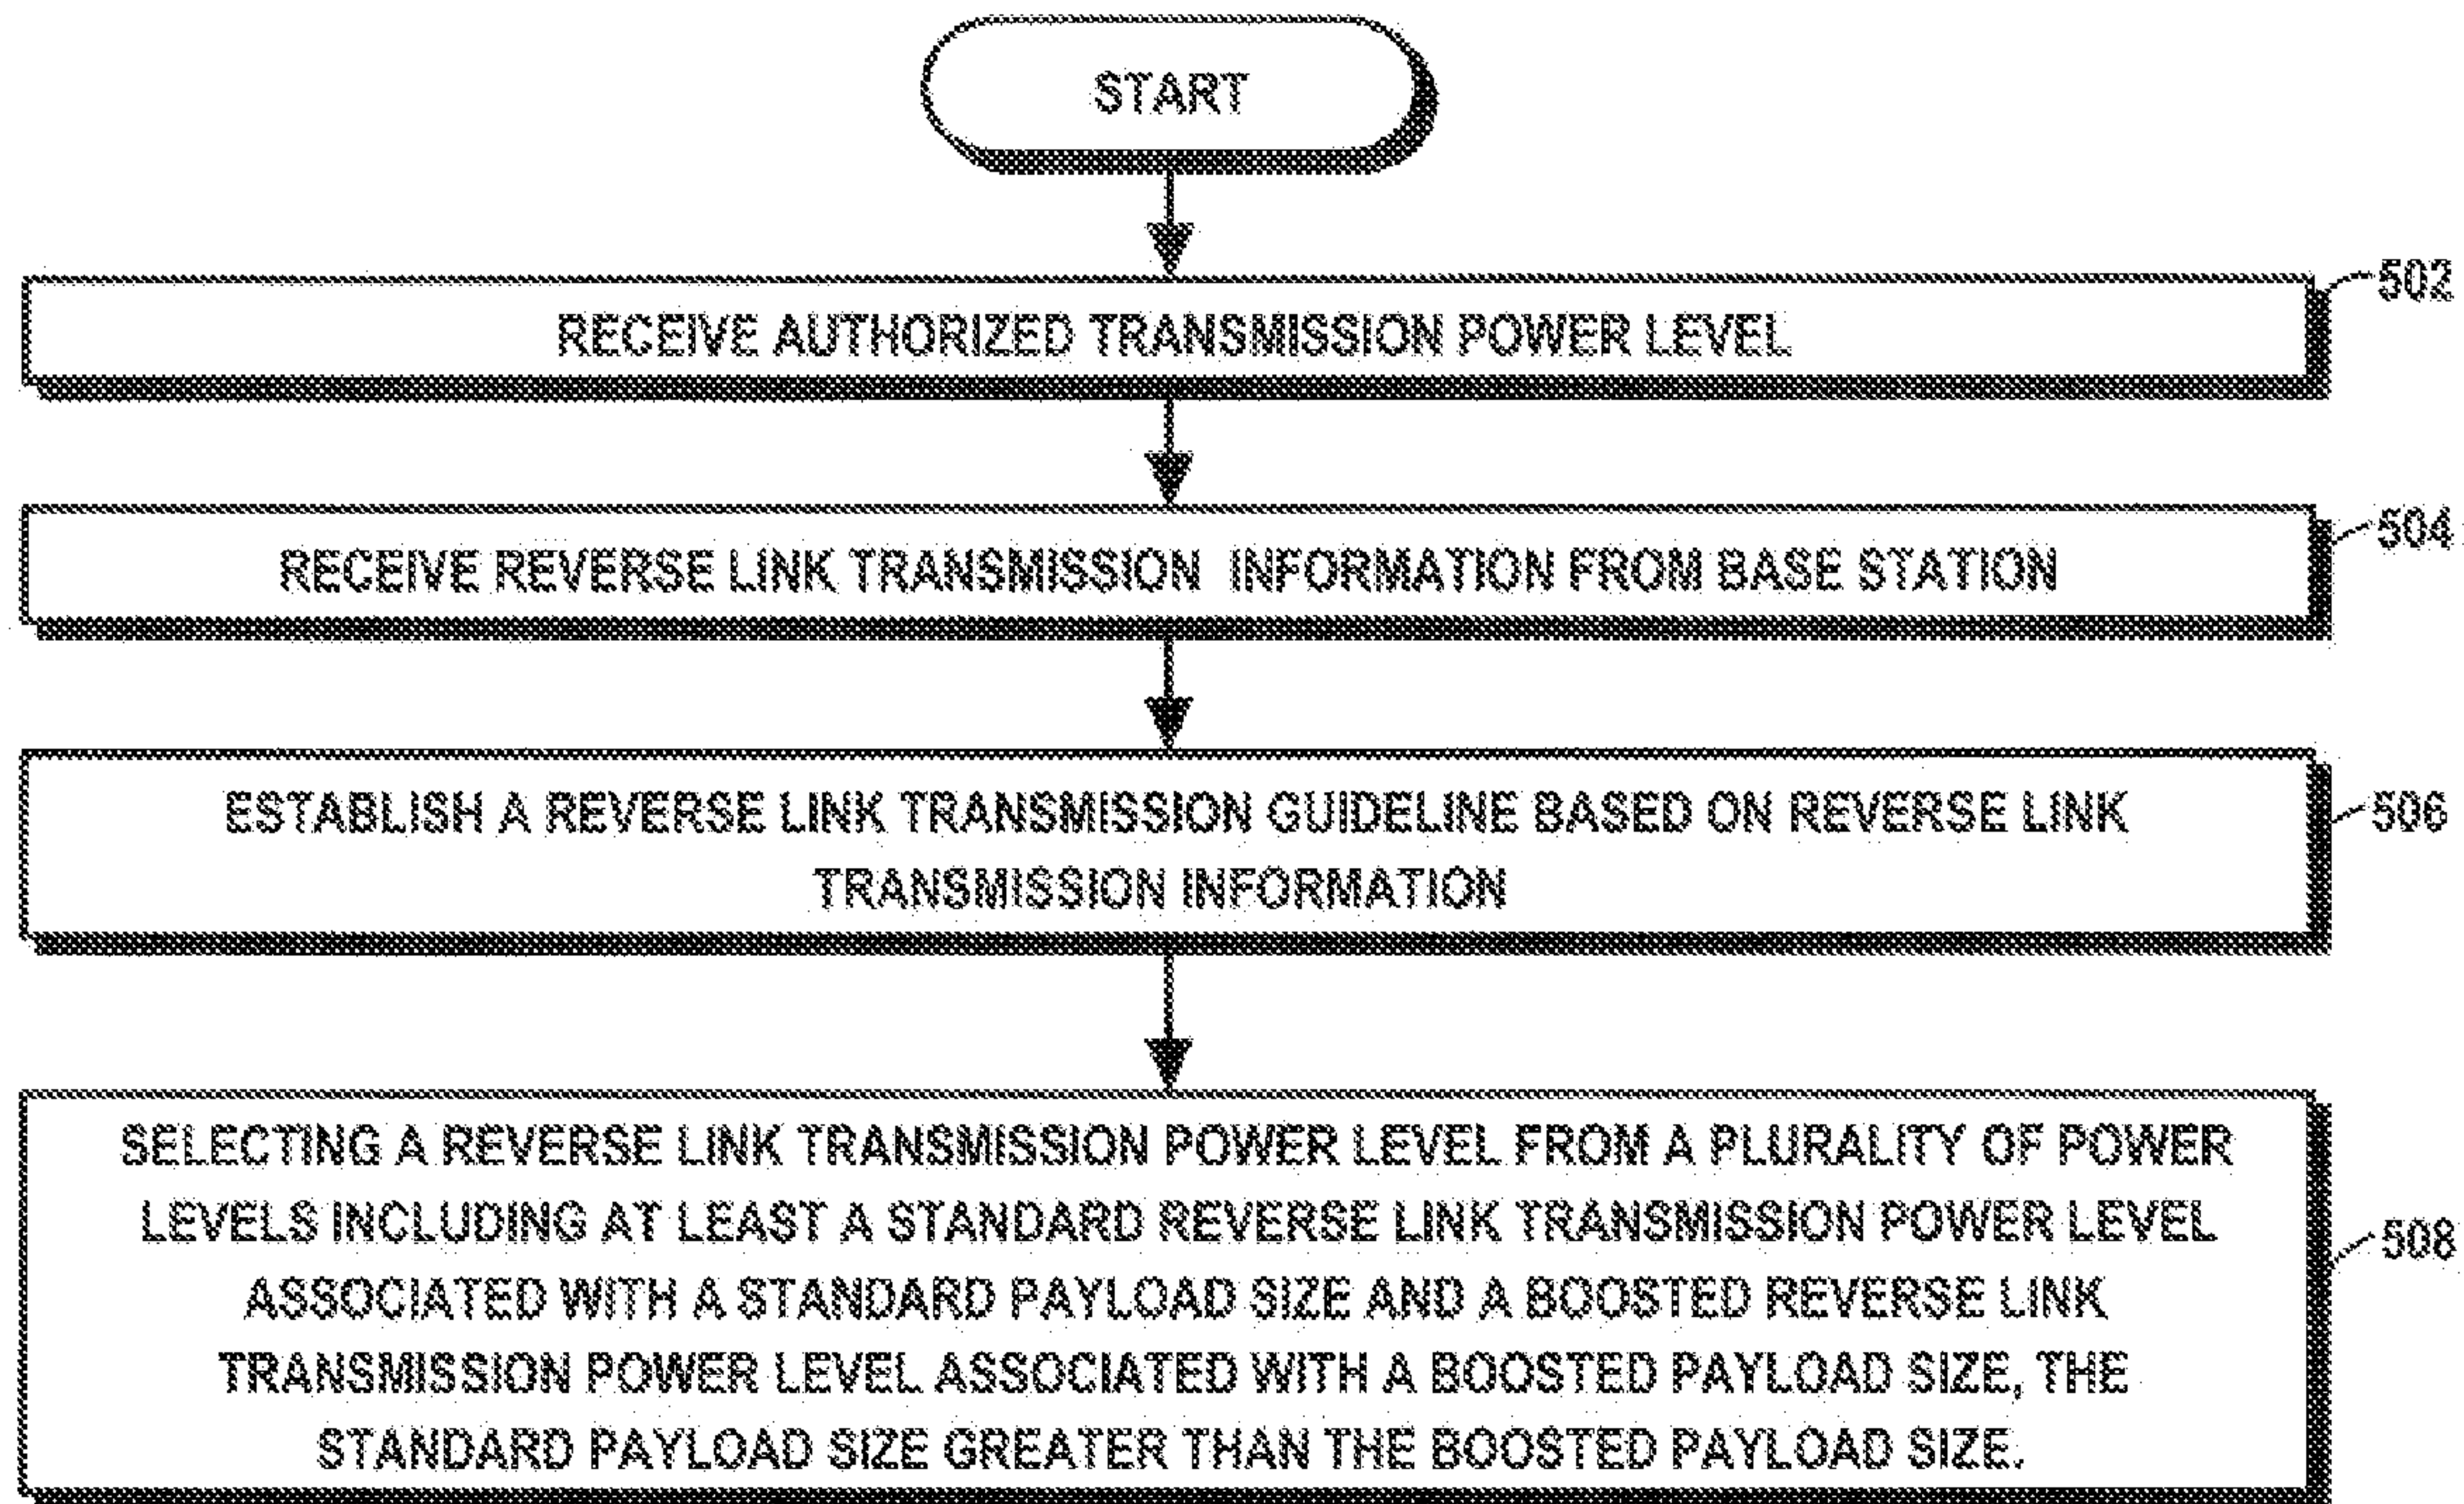 START
502
RECEIVE AUTHORIZED TRANSMISSION POWER LEVEL
504
RECEIVE REVERSE LINK TRANSMISSION INFORMATION FROM BASE STATION
ESTABLISH A REVERSE LINK TRANSMISSION GUIDELINE BASED ON REVERSE LINK
506
TRANSMISSION INFORMATION
SELECTING A REVERSE LINK TRANSMISSION POWER LEVEL FROM A PLURALITY OF POWER
LEVELS INCLUDING AT LEAST A STANDARD REVERSE LINK TRANSMISSION POWER LEVEL
508
ASSOCIATED WITH A STANDARD PAYLOAD SIZE AND A BOOSTED REVERSE LINK
TRANSMISSION POWER LEVEL ASSOCIATED WITH A BOOSTED PAYLOAD SIZE, THE
STANDARD PAYLOAD SIZE GREATER THAN THE BOOSTED PAYLOAD SIZE.